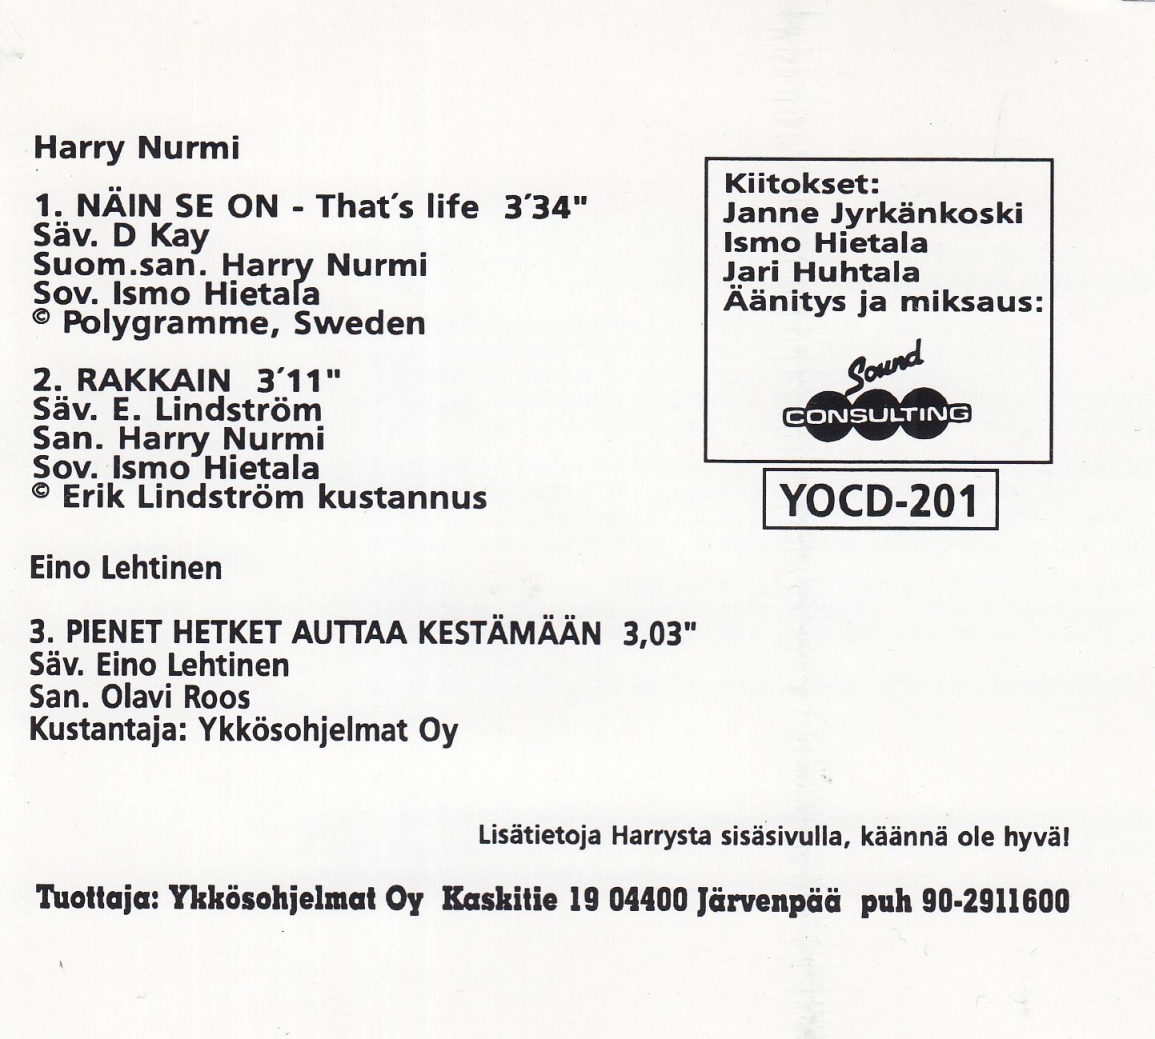 Harry Nurmi
1. NÄIN SE ON - That´s life 3´34"
Säv. D Kay
Suom.san. Harry Nurmi
Sov. Ismo Hietala
© Polygramme, Sweden
2. RAKKAIN 3´11"
Säv. E. Lindström
San. Harry Nurmi
Sov. Ismo Hietala
© Erik Lindström kustannus
Eino Lehtinen
3. PIENET HETKET AUTTAA KESTÄMÄÄN 3,03"
Säv. Eino Lehtinen
San. Olavi Roos
Kustantaja: Ykkösohjelmat Oy
Kiitokset:
Janne Jyrkänkoski
Ismo Hietala
Jari Huhtala
Äänitys ja miksaus:
Sound
CONSULTING
YOCD-201
Lisätietoja Harrysta sisäsivulla, käännä ole hyvä!
Tuottaja: Ykkösohjelmat Oy Kaskitie 19 04400 Järvenpää puh 90-2911600